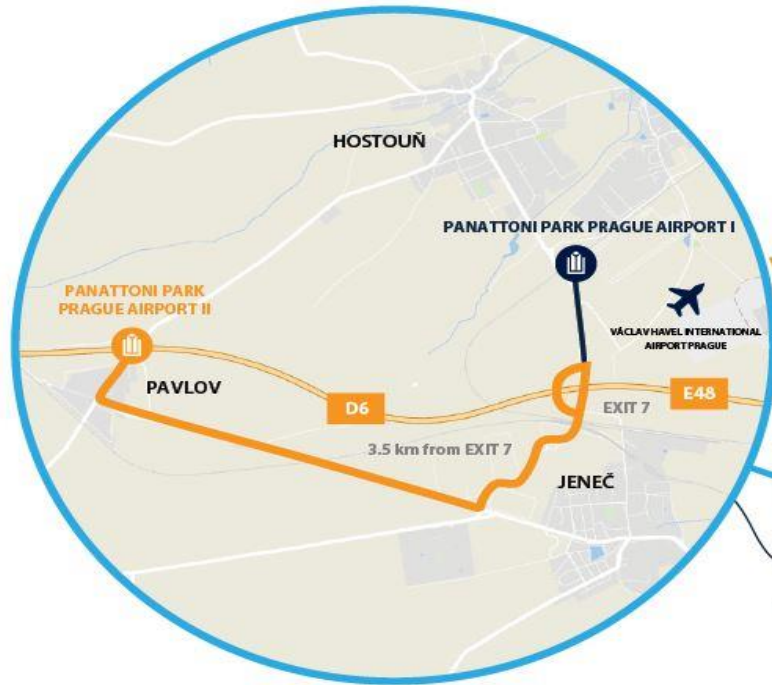 HOSTOUŇ
PANATTONI PARK PRAGUE AIRPORT I
PANATTONI PARK
PRAGUE AIRPORT II
VÁCLAV HAVEL INTERNATIONAL
AIRPORT PRAGUE
PAVLOV
D6
EXIT 7
E48
3.5 km from EXIT 7
JENEČ